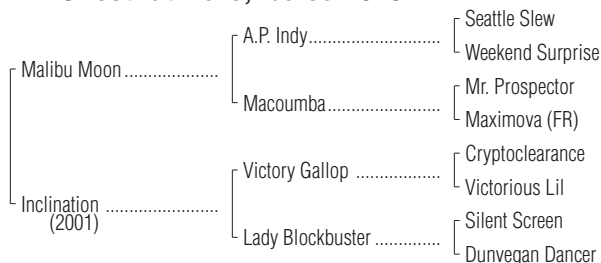 Seattle Slew
A.P. Indy
Weekend Surprise
Malibu Moon
Mr. Prospector
Macoumba
Maximova (FR)
Cryptoclearance
Victory Gallop
Victorious Lil
Inclination
(2001)
Silent Screen
Lady Blockbuster
Dunvegan Dancer